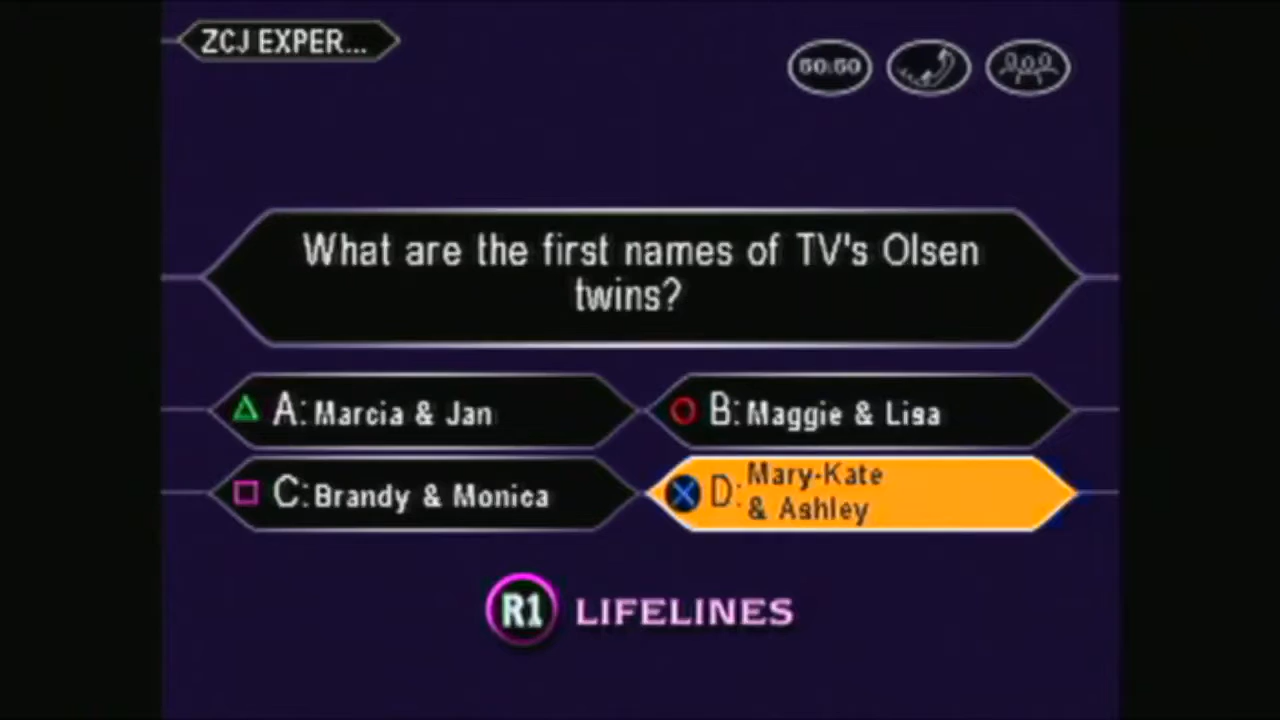 ZCJ EXPER...
50:50
What are the first names of TV's Olsen
twins?
A: Marcia & Jan
B: Maggie & Lisa
C: Brandy & Monica
D: Mary-Kate
& Ashley
R1 LIFELINES